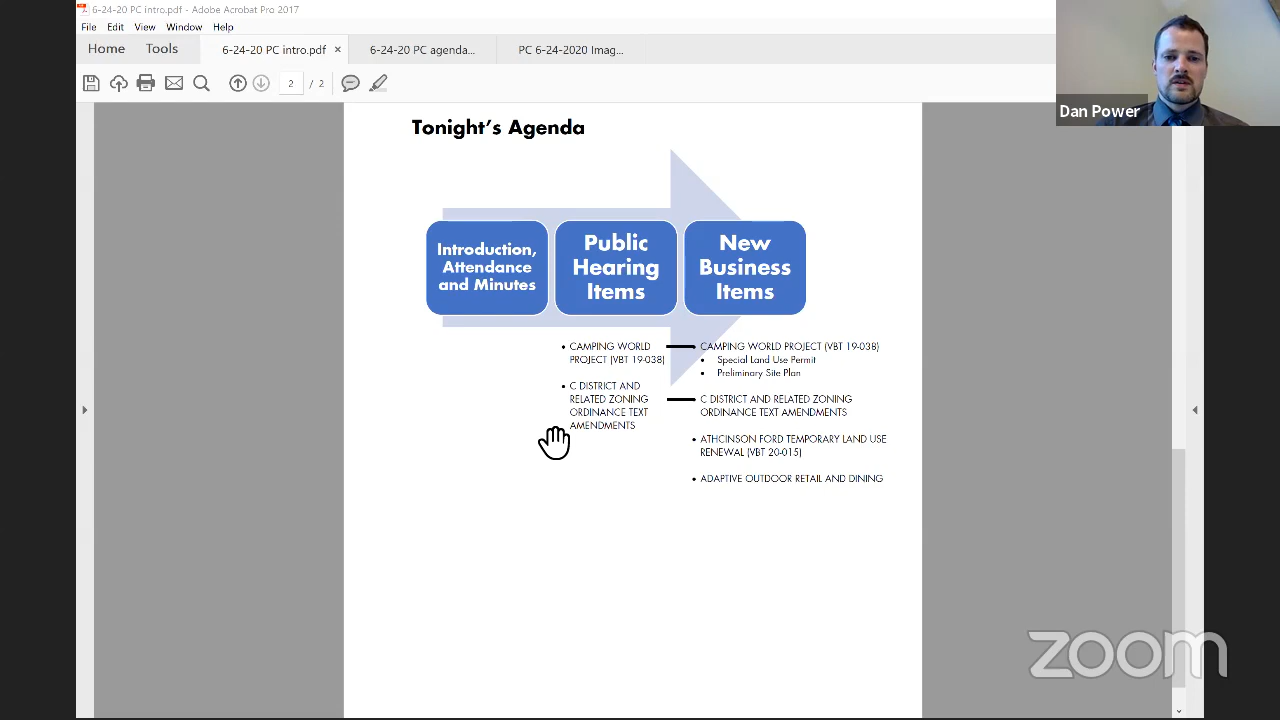 6-24-20 PC intro.pdf - Adobe Acrobat Pro 2017
File Edit View Window Help
Home Tools 6-24-20 PC intro.pdf × 6-24-20 PC agenda... PC 6-24-2020 Imag...
2 / 2
Dan Power
Tonight's Agenda
Introduction,
Attendance
and Minutes
Public
Hearing
Items
New
Business
Items
• CAMPING WORLD
PROJECT (VBT 19-038)
• C DISTRICT AND
RELATED ZONING
ORDINANCE TEXT
AMENDMENTS
CAMPING WORLD PROJECT (VBT 19-038)
• Special Land Use Permit
• Preliminary Site Plan
C DISTRICT AND RELATED ZONING
ORDINANCE TEXT AMENDMENTS
• ATHCINSON FORD TEMPORARY LAND USE
RENEWAL (VBT 20-015)
• ADAPTIVE OUTDOOR RETAIL AND DINING
zoom